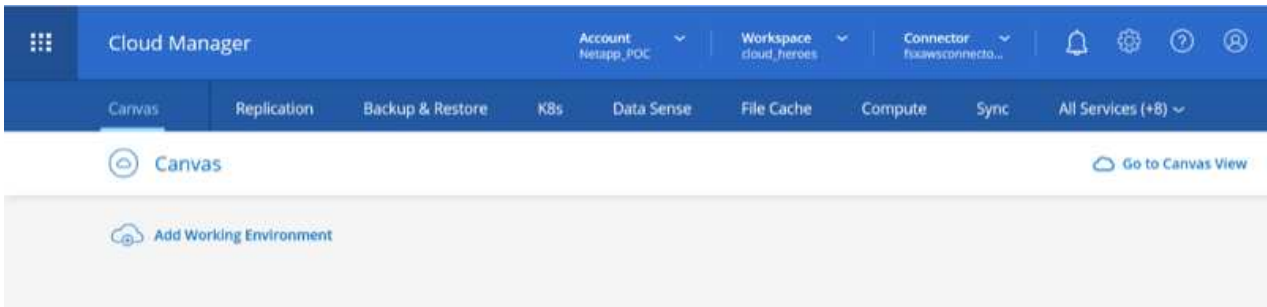 Cloud Manager
Account
Netapp_POC
Workspace
cloud_heroes
Connector
fsxawsconnecto...
Canvas Replication Backup & Restore K8s Data Sense File Cache Compute Sync All Services (+8)
Canvas
Go to Canvas View
Add Working Environment